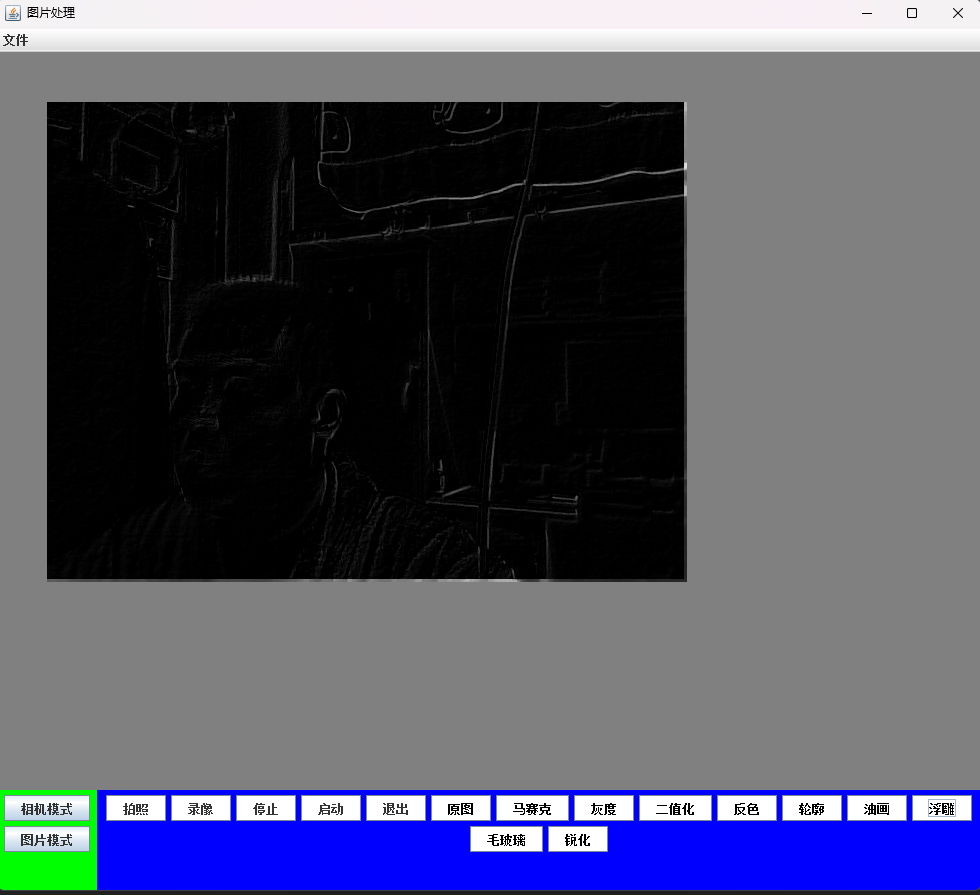 图片处理
文件
相机模式 拍照 录像 停止 启动 退出 原图 马赛克 灰度 二值化 反色 轮廓 油画 浮雕
图片模式 毛玻璃 锐化